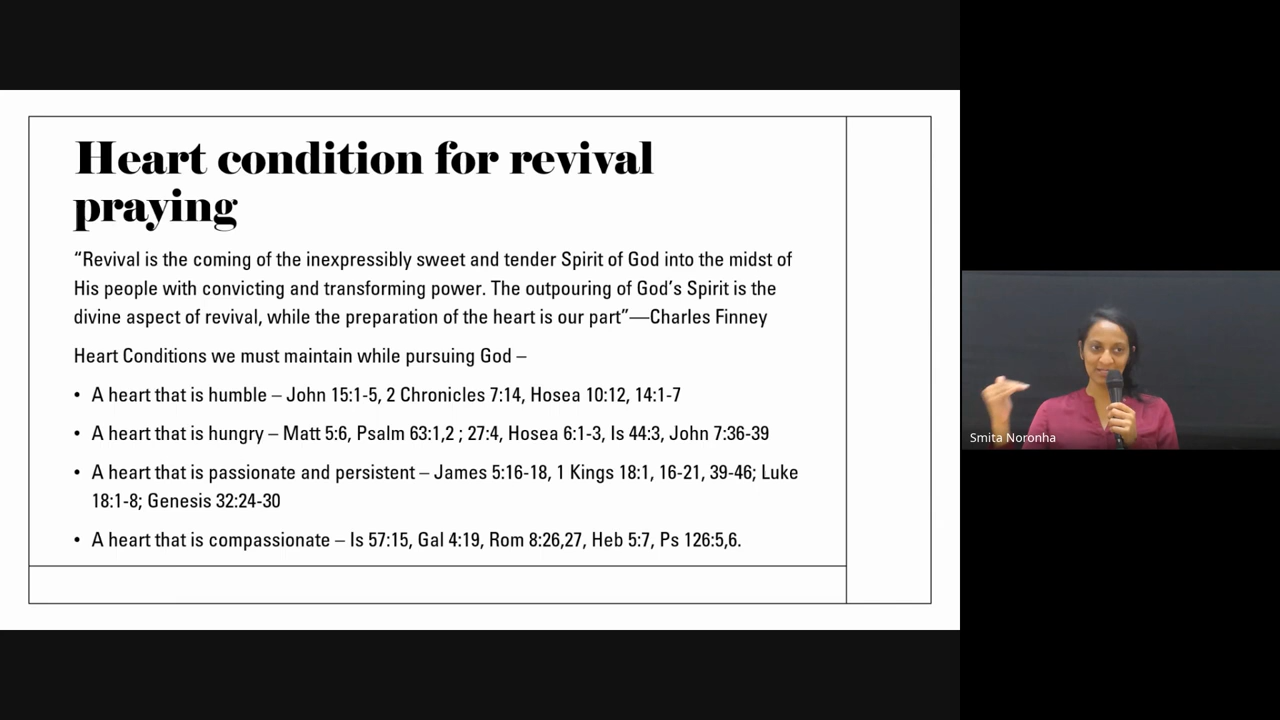 Heart condition for revival
praying
“Revival is the coming of the inexpressibly sweet and tender Spirit of God into the midst of
His people with convicting and transforming power. The outpouring of God’s Spirit is the
divine aspect of revival, while the preparation of the heart is our part”—Charles Finney
Heart Conditions we must maintain while pursuing God –
• A heart that is humble – John 15:1-5, 2 Chronicles 7:14, Hosea 10:12, 14:1-7
• A heart that is hungry – Matt 5:6, Psalm 63:1,2 ; 27:4, Hosea 6:1-3, Is 44:3, John 7:36-39
• A heart that is passionate and persistent – James 5:16-18, 1 Kings 18:1, 16-21, 39-46; Luke
18:1-8; Genesis 32:24-30
• A heart that is compassionate – Is 57:15, Gal 4:19, Rom 8:26,27, Heb 5:7, Ps 126:5,6.
Smita Noronha